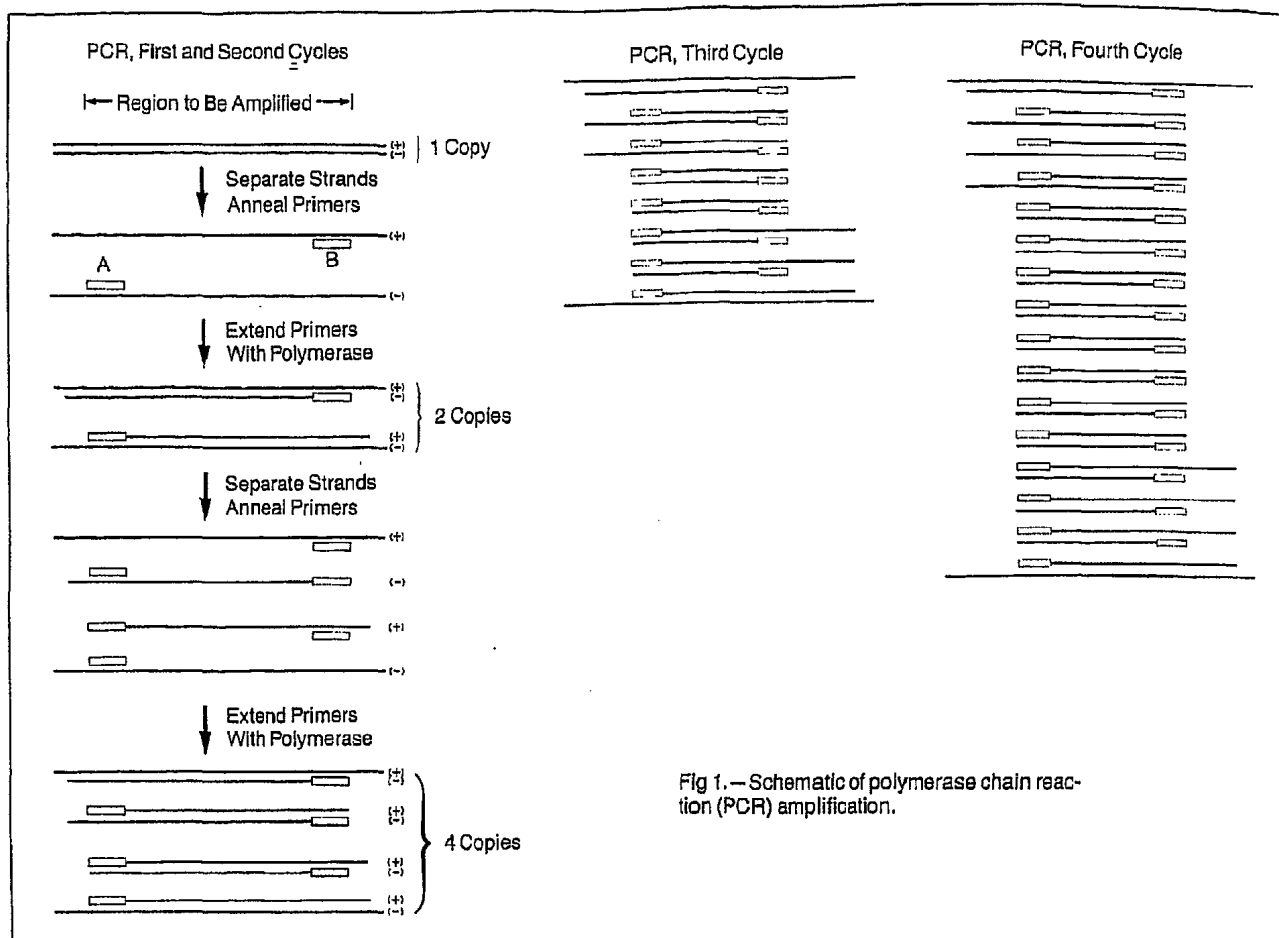 PCR, First and Second Cycles
Region to Be Amplified
(+)
(-)
1 Copy
Separate Strands
Anneal Primers
(+)
B
A
(-)
Extend Primers
With Polymerase
(+)
(-)
2 Copies
(+)
(-)
Separate Strands
Anneal Primers
(+)
(-)
(+)
(-)
Extend Primers
With Polymerase
(+)
(-)
(+)
(-)
4 Copies
(+)
(-)
(+)
(-)
PCR, Third Cycle
PCR, Fourth Cycle
Fig 1.—Schematic of polymerase chain reac-
tion (PCR) amplification.